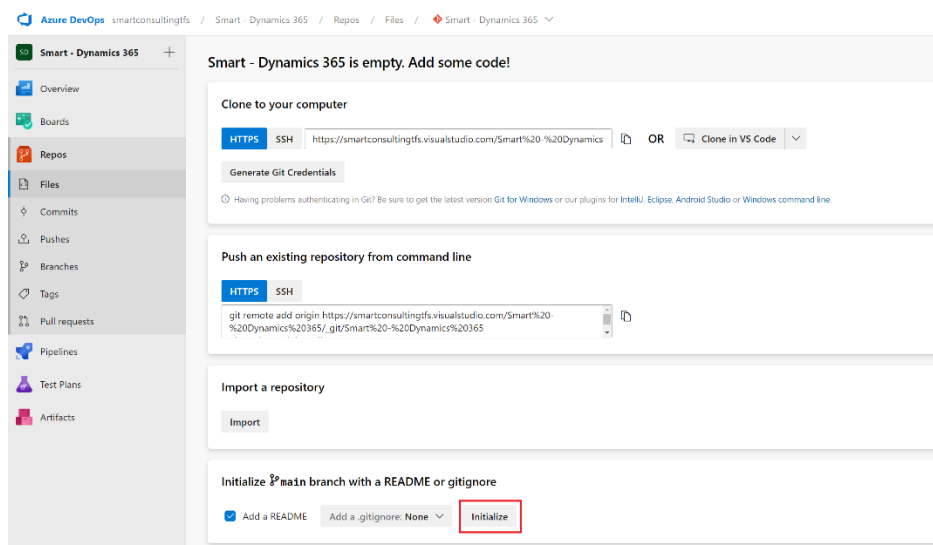 Azure DevOps smartconsultingtfs / Smart - Dynamics 365 / Repos / Files / Smart - Dynamics 365
SD Smart - Dynamics 365
Overview
Boards
Repos
Files
Commits
Pushes
Branches
Tags
Pull requests
Pipelines
Test Plans
Artifacts
Smart - Dynamics 365 is empty. Add some code!
Clone to your computer
HTTPS SSH https://smartconsultingtfs.visualstudio.com/Smart%20-%20Dynamics OR Clone in VS Code
Generate Git Credentials
Having problems authenticating in Git? Be sure to get the latest version Git for Windows or our plugins for IntelliJ, Eclipse, Android Studio or Windows command line.
Push an existing repository from command line
HTTPS SSH
git remote add origin https://smartconsultingtfs.visualstudio.com/Smart%20-
%20Dynamics%20365/_git/Smart%20-%20Dynamics%20365
Import a repository
Import
Initialize main branch with a README or gitignore
Add a README Add a .gitignore: None Initialize